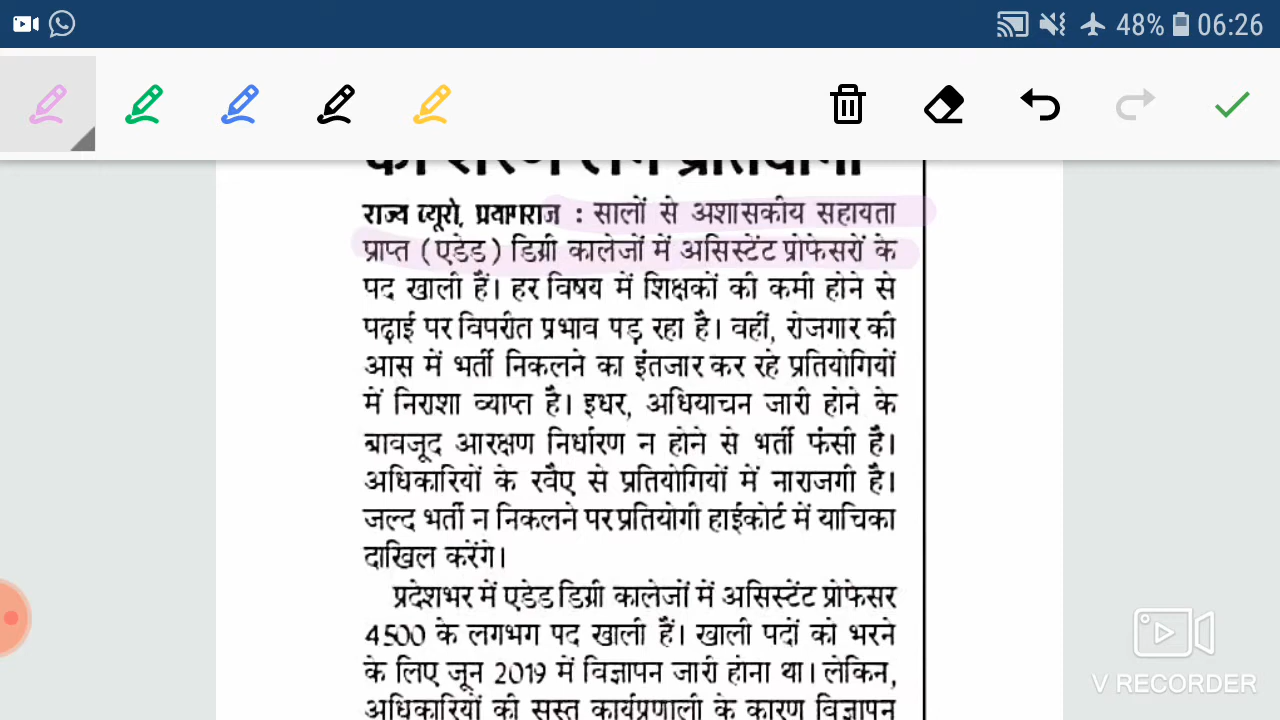 48% 06:26
की शरण लेंगे प्रतियोगी
राज्य ब्यूरो, प्रयागराज : सालों से अशासकीय सहायता
प्राप्त (एडेड) डिग्री कालेजों में असिस्टेंट प्रोफेसरों के
पद खाली हैं। हर विषय में शिक्षकों की कमी होने से
पढ़ाई पर विपरीत प्रभाव पड़ रहा है। वहीं, रोजगार की
आस में भर्ती निकलने का इंतजार कर रहे प्रतियोगियों
में निराशा व्याप्त है। इधर, अधियाचन जारी होने के
बावजूद आरक्षण निर्धारण न होने से भर्ती फंसी है।
अधिकारियों के रवैए से प्रतियोगियों में नाराजगी है।
जल्द भर्ती न निकलने पर प्रतियोगी हाईकोर्ट में याचिका
दाखिल करेंगे।
प्रदेशभर में एडेड डिग्री कालेजों में असिस्टेंट प्रोफेसर
4500 के लगभग पद खाली हैं। खाली पदों को भरने
के लिए जून 2019 में विज्ञापन जारी होना था। लेकिन,
अधिकारियों की सुस्त कार्यप्रणाली के कारण विज्ञापन
V RECORDER